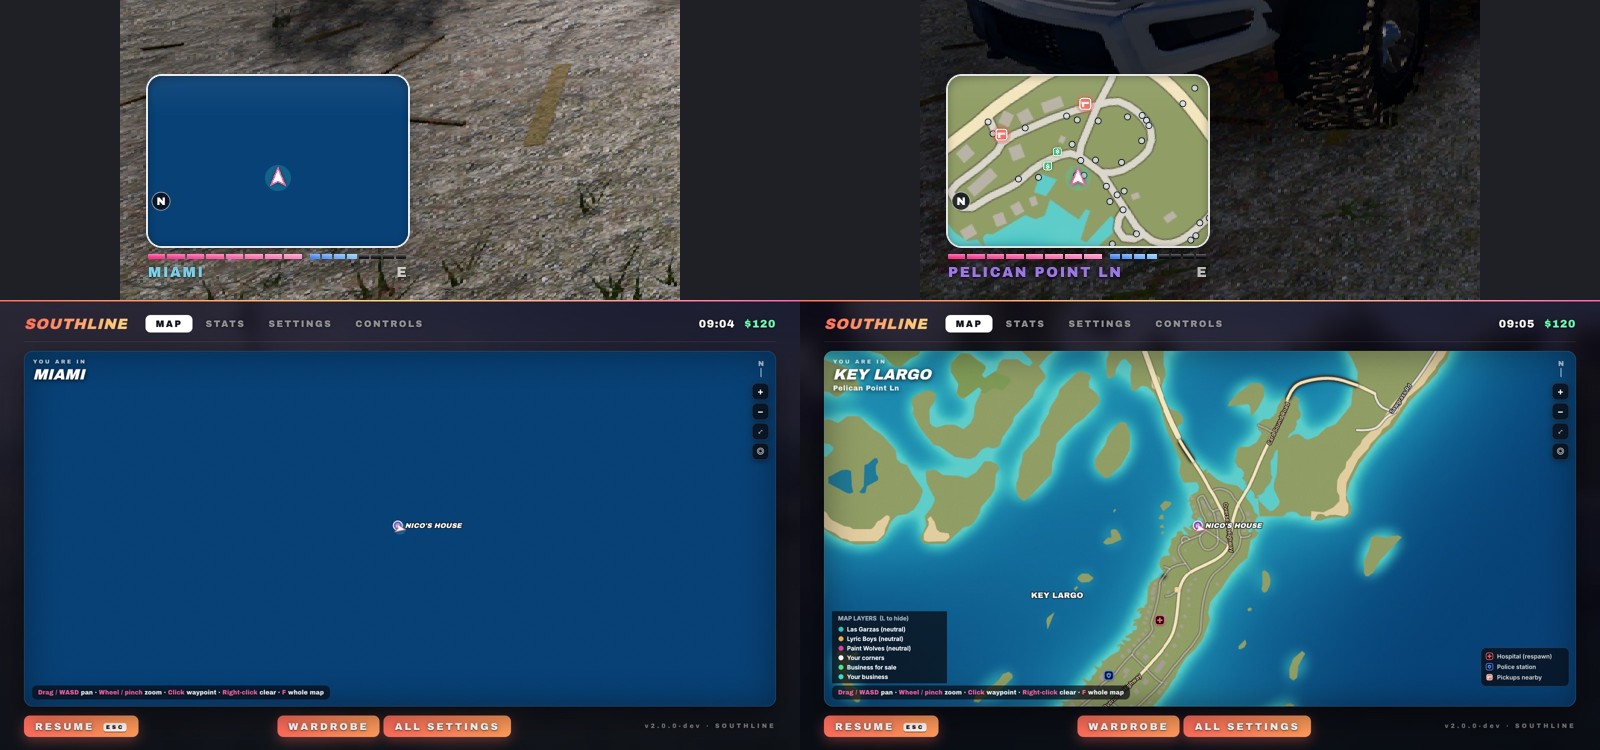 N
MIAMI E
N
PELICAN POINT LN E
SOUTHLINE MAP STATS SETTINGS CONTROLS 09:04 $120
YOU ARE IN
MIAMI
N
+
−
NICO'S HOUSE
Drag / WASD pan · Wheel / pinch zoom · Click waypoint · Right-click clear · F whole map
RESUME ESC WARDROBE ALL SETTINGS v2.0.0-dev · SOUTHLINE
SOUTHLINE MAP STATS SETTINGS CONTROLS 09:05 $120
YOU ARE IN
KEY LARGO
Pelican Point Ln
N
+
−
NICO'S HOUSE
KEY LARGO
MAP LAYERS (L to hide)
Las Garzas (neutral)
Lyric Boys (neutral)
Paint Wolves (neutral)
Your corners
Business for sale
Your business
Hospital (respawn)
Police station
Pickups nearby
Drag / WASD pan · Wheel / pinch zoom · Click waypoint · Right-click clear · F whole map
RESUME ESC WARDROBE ALL SETTINGS v2.0.0-dev · SOUTHLINE